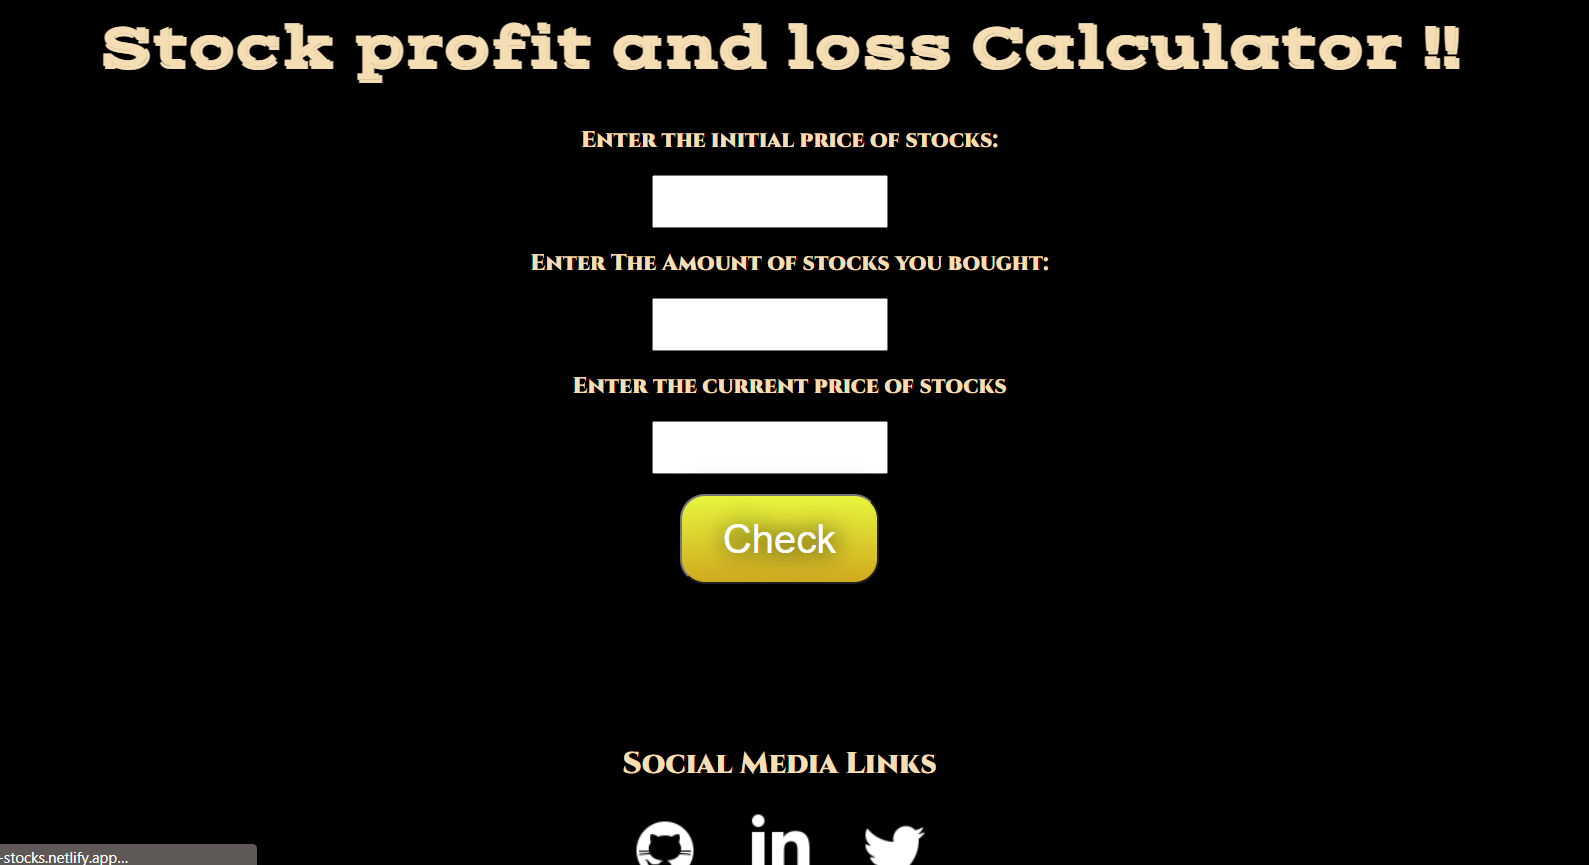 Stock profit and loss Calculator !!
Enter the initial price of stocks:
Enter The Amount of stocks you bought:
Enter the current price of stocks
Check
Social Media Links
in
-stocks.netlify.app...